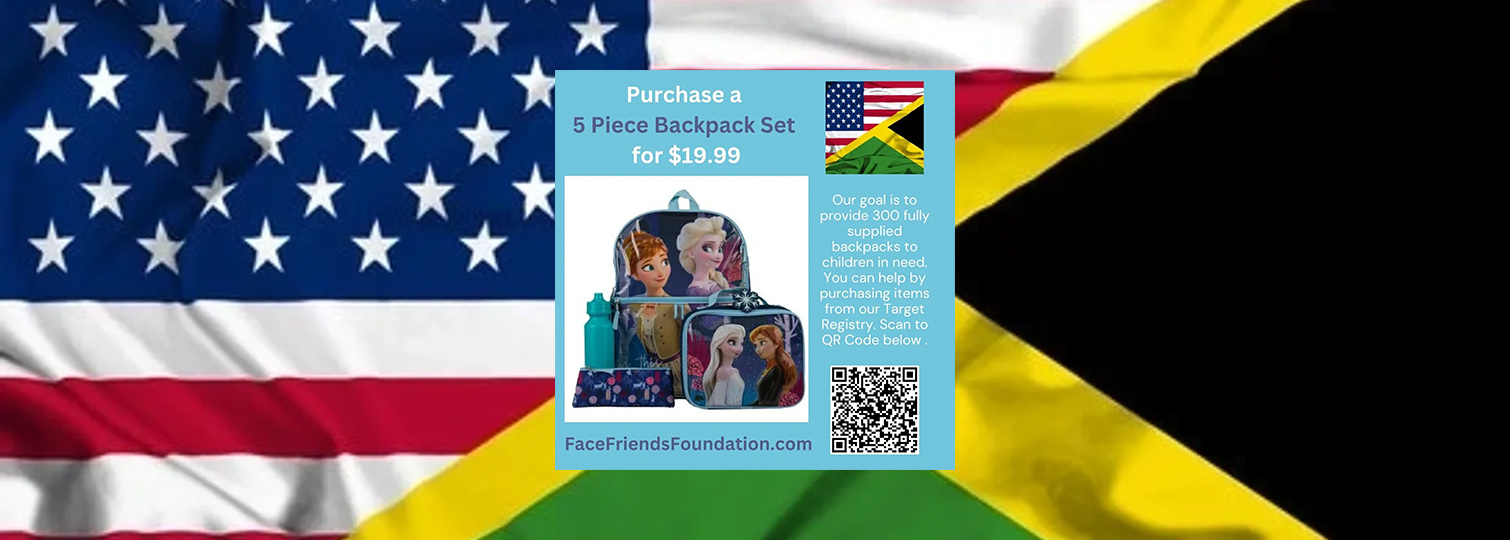 Purchase a
5 Piece Backpack Set
for $19.99
Our goal is to
provide 300 fully
supplied
backpacks to
children in need.
You can help by
purchasing items
from our Target
Registry. Scan to
QR Code below .
FaceFriendsFoundation.com